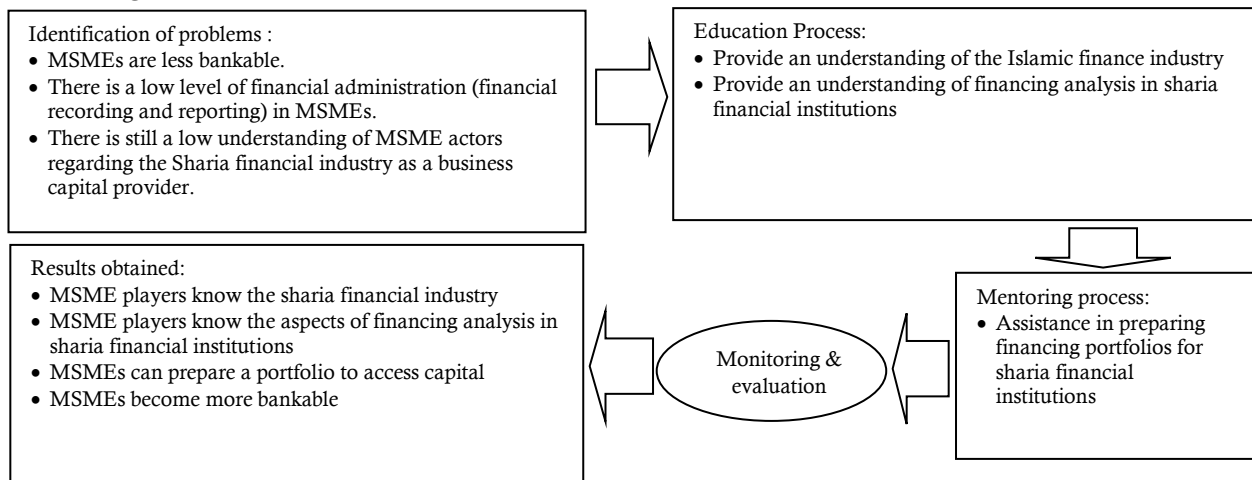 Identification of problems :
• MSMEs are less bankable.
• There is a low level of financial administration (financial
recording and reporting) in MSMEs.
• There is still a low understanding of MSME actors
regarding the Sharia financial industry as a business
capital provider.
Education Process:
• Provide an understanding of the Islamic finance industry
• Provide an understanding of financing analysis in sharia
financial institutions
Mentoring process:
• Assistance in preparing
financing portfolios for
sharia financial
institutions
Monitoring &
evaluation
Results obtained:
• MSME players know the sharia financial industry
• MSME players know the aspects of financing analysis in
sharia financial institutions
• MSMEs can prepare a portfolio to access capital
• MSMEs become more bankable